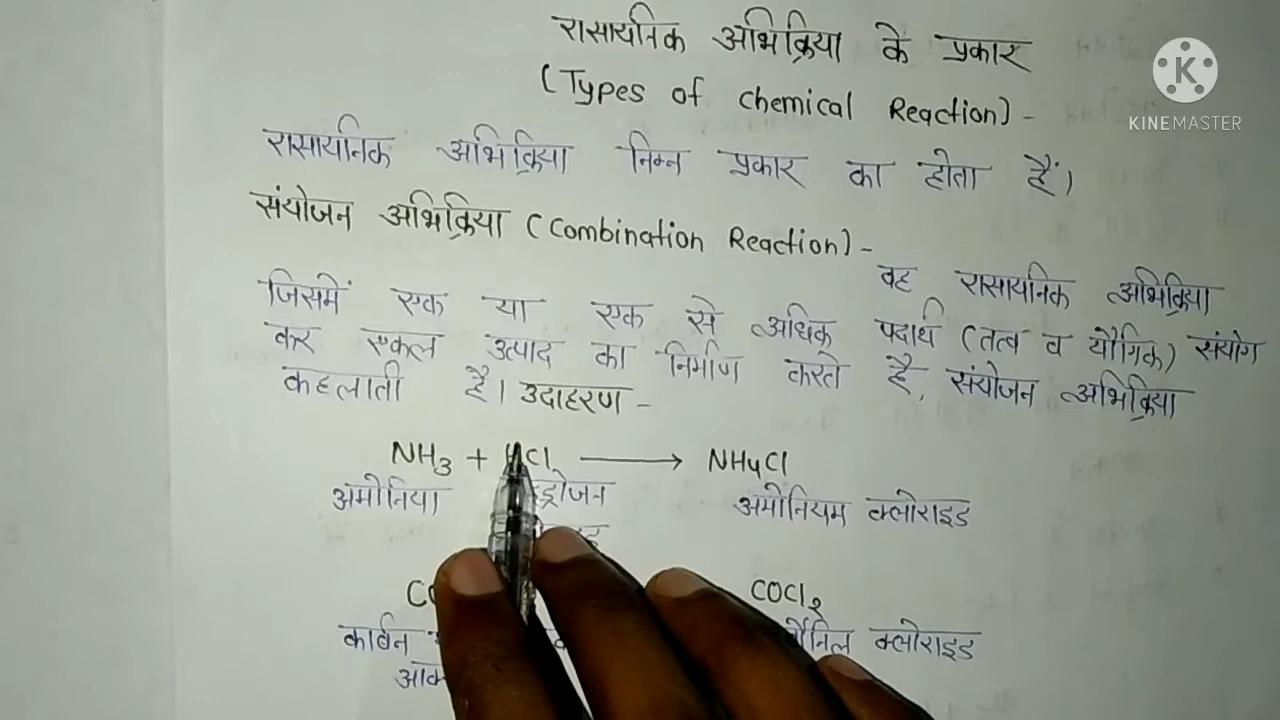 रासायनिक अभिक्रिया के प्रकार
(Types of chemical Reaction) -
KINEMASTER
रासायनिक अभिक्रिया निम्न प्रकार का होता हैं।
संयोजन अभिक्रिया (Combination Reaction) -
वह रासायनिक अभिक्रिया
जिसमें एक या एक से अधिक पदार्थ (तत्व व यौगिक) संयोग
कर एकल उत्पाद का निर्माण करते है, संयोजन अभिक्रिया
कहलाती है। उदाहरण -
NH3 + HCl ⟶ NH4Cl
अमोनिया अमोनियम क्लोराइड
COCl2
कार्बन क्लोराइड